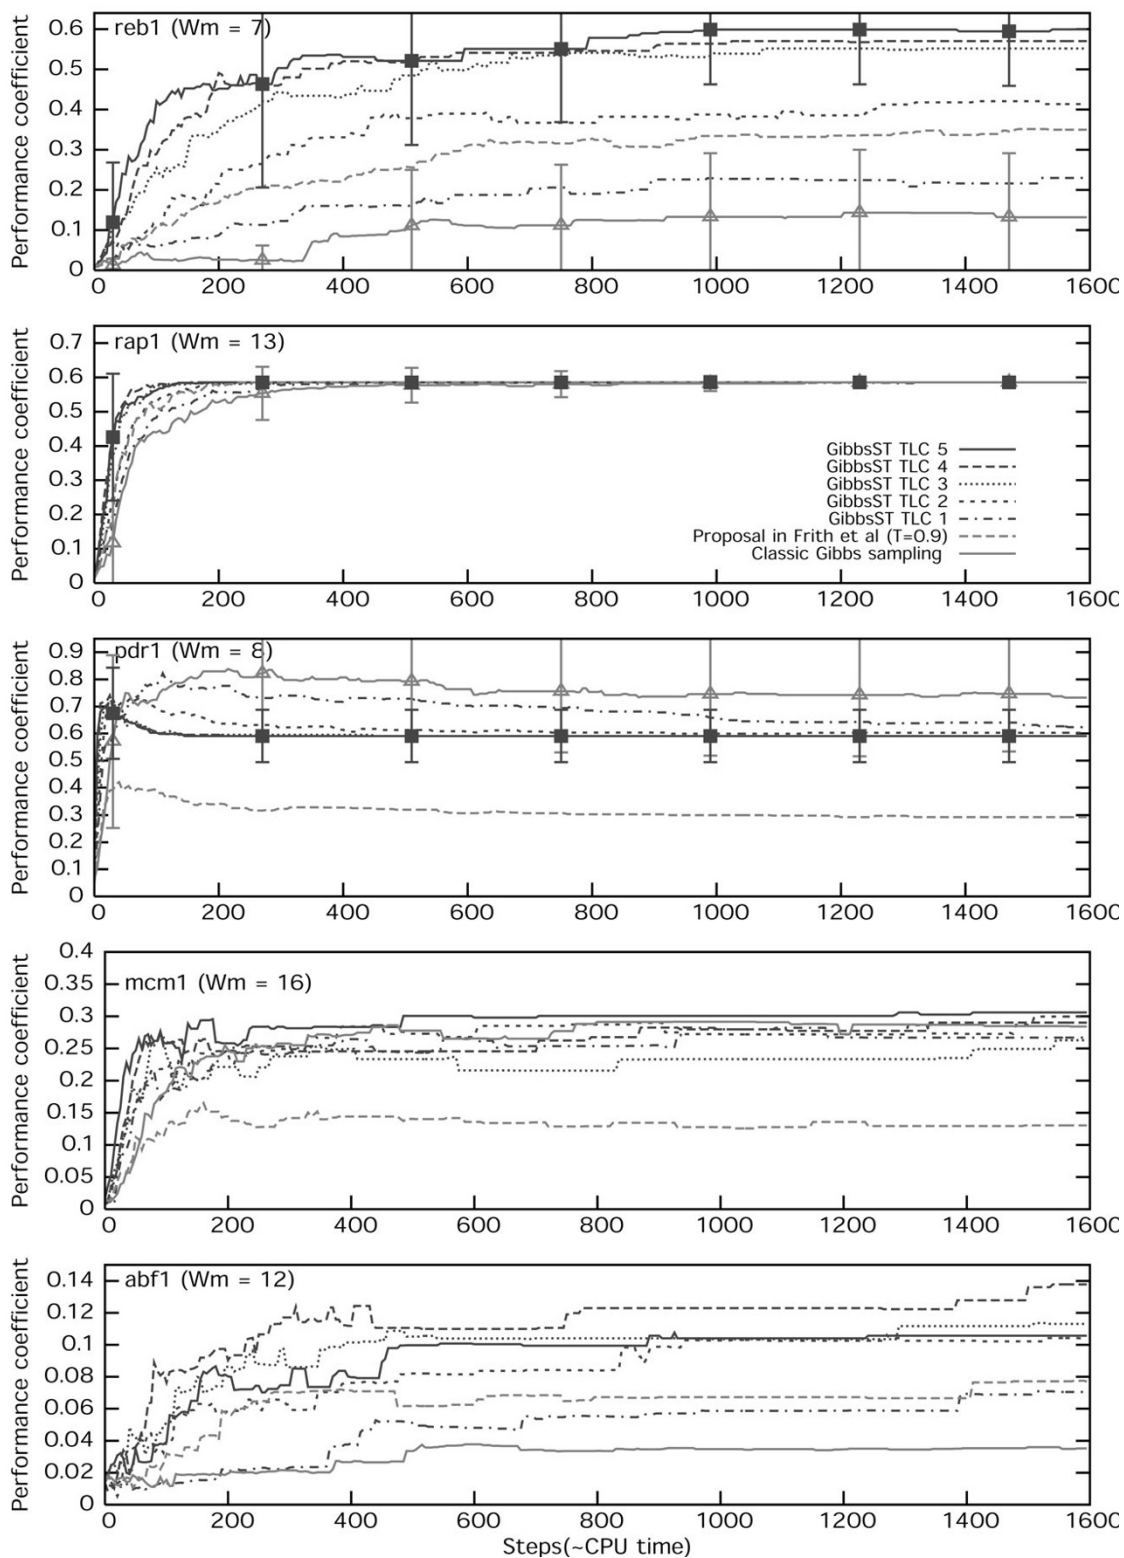 Performance coefficient
reb1 (Wm = 7)
0.6
0.5
0.4
0.3
0.2
0.1
0
0 200 400 600 800 1000 1200 1400 1600
Performance coefficient
rap1 (Wm = 13)
0.7
0.6
0.5
0.4
0.3
0.2
0.1
0
GibbsST TLC 5
GibbsST TLC 4
GibbsST TLC 3
GibbsST TLC 2
GibbsST TLC 1
Proposal in Frith et al (T=0.9)
Classic Gibbs sampling
0 200 400 600 800 1000 1200 1400 1600
Performance coefficient
pdr1 (Wm = 8)
0.9
0.8
0.7
0.6
0.5
0.4
0.3
0.2
0.1
0
0 200 400 600 800 1000 1200 1400 1600
Performance coefficient
mcm1 (Wm = 16)
0.4
0.35
0.3
0.25
0.2
0.15
0.1
0.05
0
0 200 400 600 800 1000 1200 1400 1600
Performance coefficient
abf1 (Wm = 12)
0.14
0.12
0.1
0.08
0.06
0.04
0.02
0
0 200 400 600 800 1000 1200 1400 1600
Steps(~CPU time)